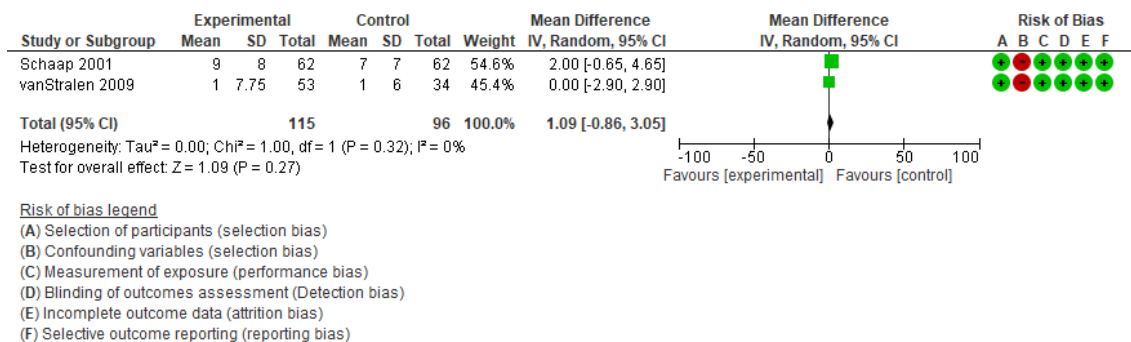 Experimental Control Mean Difference Mean Difference Risk of Bias
Study or Subgroup Mean SD Total Mean SD Total Weight IV, Random, 95% CI IV, Random, 95% CI A B C D E F
Schaap 2001 9 8 62 7 7 62 54.6% 2.00 [-0.65, 4.65] + - + + + +
vanStralen 2009 1 7.75 53 1 6 34 45.4% 0.00 [-2.90, 2.90] + - + + + +
Total (95% CI) 115 96 100.0% 1.09 [-0.86, 3.05]
Heterogeneity: Tau² = 0.00; Chi² = 1.00, df = 1 (P = 0.32); I² = 0%
Test for overall effect: Z = 1.09 (P = 0.27)
-100 -50 0 50 100
Favours [experimental] Favours [control]
Risk of bias legend
(A) Selection of participants (selection bias)
(B) Confounding variables (selection bias)
(C) Measurement of exposure (performance bias)
(D) Blinding of outcomes assessment (Detection bias)
(E) Incomplete outcome data (attrition bias)
(F) Selective outcome reporting (reporting bias)